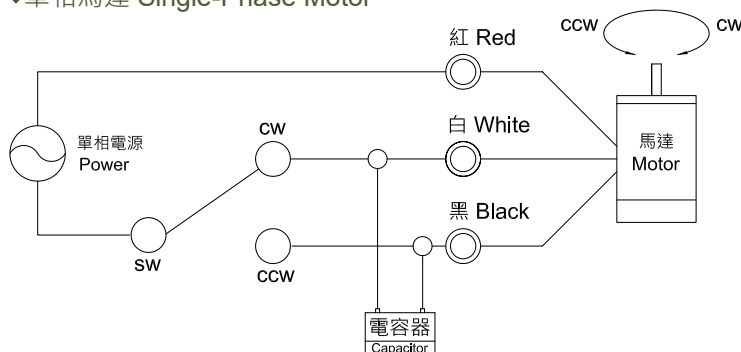 單相馬達 Single-Phase Motor
紅 Red
CCW
CW
單相電源
Power
CW
白 White
馬達
Motor
黑 Black
SW
CCW
電容器
Capacitor